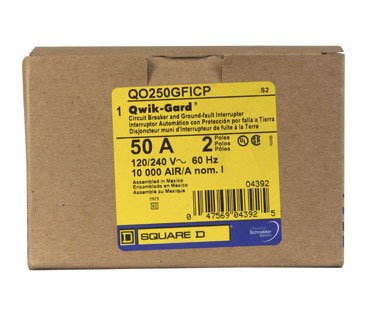 QO250GFICP S2
1 Qwik-Gard®
Circuit Breaker and Ground-fault Interrupter
Interruptor Automático con Protección por falla a Tierra
Disjoncteur muni d'interrupteur de fuite à la Terre
50 A 2 Poles Polos Pôles
120/240 V~ 60 Hz
10 000 AIR/A nom. I
Assembled in Mexico
Ensamblado en México
Assemblé au Mexique
04392
0 47569 04392 5
D SQUARE D
Schneider Electric